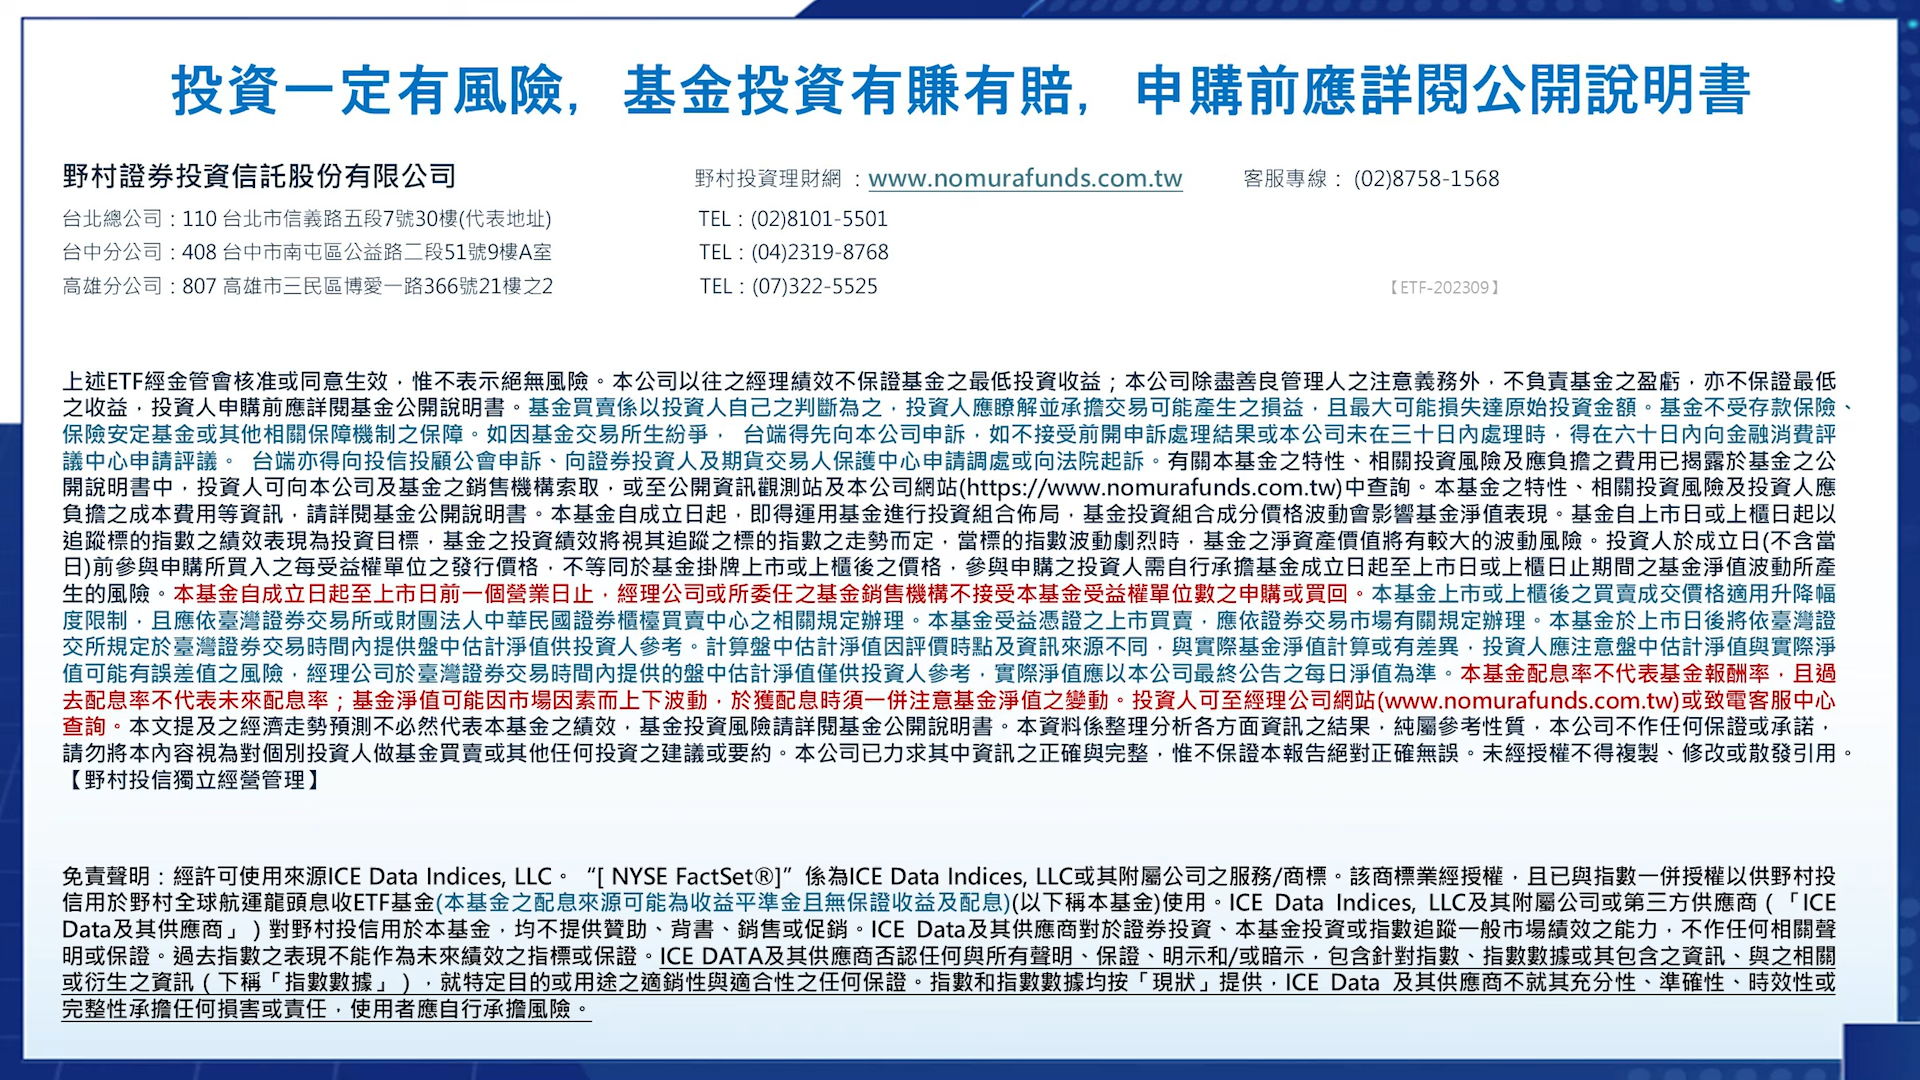 投資一定有風險，基金投資有賺有賠，申購前應詳閱公開說明書
野村證券投資信託股份有限公司
野村投資理財網 ：www.nomurafunds.com.tw
客服專線： (02)8758-1568
台北總公司：110 台北市信義路五段7號30樓(代表地址)
TEL：(02)8101-5501
台中分公司：408 台中市南屯區公益路二段51號9樓A室
TEL：(04)2319-8768
高雄分公司：807 高雄市三民區博愛一路366號21樓之2
TEL：(07)322-5525
【ETF-202309】
上述ETF經金管會核准或同意生效，惟不表示絕無風險。本公司以往之經理績效不保證基金之最低投資收益；本公司除盡善良管理人之注意義務外，不負責基金之盈虧，亦不保證最低
之收益，投資人申購前應詳閱基金公開說明書。基金買賣係以投資人自己之判斷為之，投資人應瞭解並承擔交易可能產生之損益，且最大可能損失達原始投資金額。基金不受存款保險、
保險安定基金或其他相關保障機制之保障。如因基金交易所生紛爭， 台端得先向本公司申訴，如不接受前開申訴處理結果或本公司未在三十日內處理時，得在六十日內向金融消費評
議中心申請評議。 台端亦得向投信投顧公會申訴、向證券投資人及期貨交易人保護中心申請調處或向法院起訴。有關本基金之特性、相關投資風險及應負擔之費用已揭露於基金之公
開說明書中，投資人可向本公司及基金之銷售機構索取，或至公開資訊觀測站及本公司網站(https://www.nomurafunds.com.tw)中查詢。本基金之特性、相關投資風險及投資人應
負擔之成本費用等資訊，請詳閱基金公開說明書。本基金自成立日起，即得運用基金進行投資組合佈局，基金投資組合成分價格波動會影響基金淨值表現。基金自上市日或上櫃日起以
追蹤標的指數之績效表現為投資目標，基金之投資績效將視其追蹤之標的指數之走勢而定，當標的指數波動劇烈時，基金之淨資產價值將有較大的波動風險。投資人於成立日(不含當
日)前參與申購所買入之每受益權單位之發行價格，不等同於基金掛牌上市或上櫃後之價格，參與申購之投資人需自行承擔基金成立日起至上市日或上櫃日止期間之基金淨值波動所產
生的風險。本基金自成立日起至上市日前一個營業日止，經理公司或所委任之基金銷售機構不接受本基金受益權單位數之申購或買回。本基金上市或上櫃後之買賣成交價格適用升降幅
度限制，且應依臺灣證券交易所或財團法人中華民國證券櫃檯買賣中心之相關規定辦理。本基金受益憑證之上市買賣，應依證券交易市場有關規定辦理。本基金於上市日後將依臺灣證
交所規定於臺灣證券交易時間內提供盤中估計淨值供投資人參考。計算盤中估計淨值因評價時點及資訊來源不同，與實際基金淨值計算或有差異，投資人應注意盤中估計淨值與實際淨
值可能有誤差值之風險，經理公司於臺灣證券交易時間內提供的盤中估計淨值僅供投資人參考，實際淨值應以本公司最終公告之每日淨值為準。本基金配息率不代表基金報酬率，且過
去配息率不代表未來配息率；基金淨值可能因市場因素而上下波動，於獲配息時須一併注意基金淨值之變動。投資人可至經理公司網站(www.nomurafunds.com.tw)或致電客服中心
查詢。本文提及之經濟走勢預測不必然代表本基金之績效，基金投資風險請詳閱基金公開說明書。本資料係整理分析各方面資訊之結果，純屬參考性質，本公司不作任何保證或承諾，
請勿將本內容視為對個別投資人做基金買賣或其他任何投資之建議或要約。本公司已力求其中資訊之正確與完整，惟不保證本報告絕對正確無誤。未經授權不得複製、修改或散發引用。
【野村投信獨立經營管理】
免責聲明：經許可使用來源ICE Data Indices, LLC。“[ NYSE FactSet®]”係為ICE Data Indices, LLC或其附屬公司之服務/商標。該商標業經授權，且已與指數一併授權以供野村投
信用於野村全球航運龍頭息收ETF基金(本基金之配息來源可能為收益平準金且無保證收益及配息)(以下稱本基金)使用。ICE Data Indices, LLC及其附屬公司或第三方供應商（「ICE
Data及其供應商」）對野村投信用於本基金，均不提供贊助、背書、銷售或促銷。ICE Data及其供應商對於證券投資、本基金投資或指數追蹤一般市場績效之能力，不作任何相關聲
明或保證。過去指數之表現不能作為未來績效之指標或保證。ICE DATA及其供應商否認任何與所有聲明、保證、明示和/或暗示，包含針對指數、指數數據或其包含之資訊、與之相關
或衍生之資訊（下稱「指數數據」），就特定目的或用途之適銷性與適合性之任何保證。指數和指數數據均按「現狀」提供，ICE Data 及其供應商不就其充分性、準確性、時效性或
完整性承擔任何損害或責任，使用者應自行承擔風險。